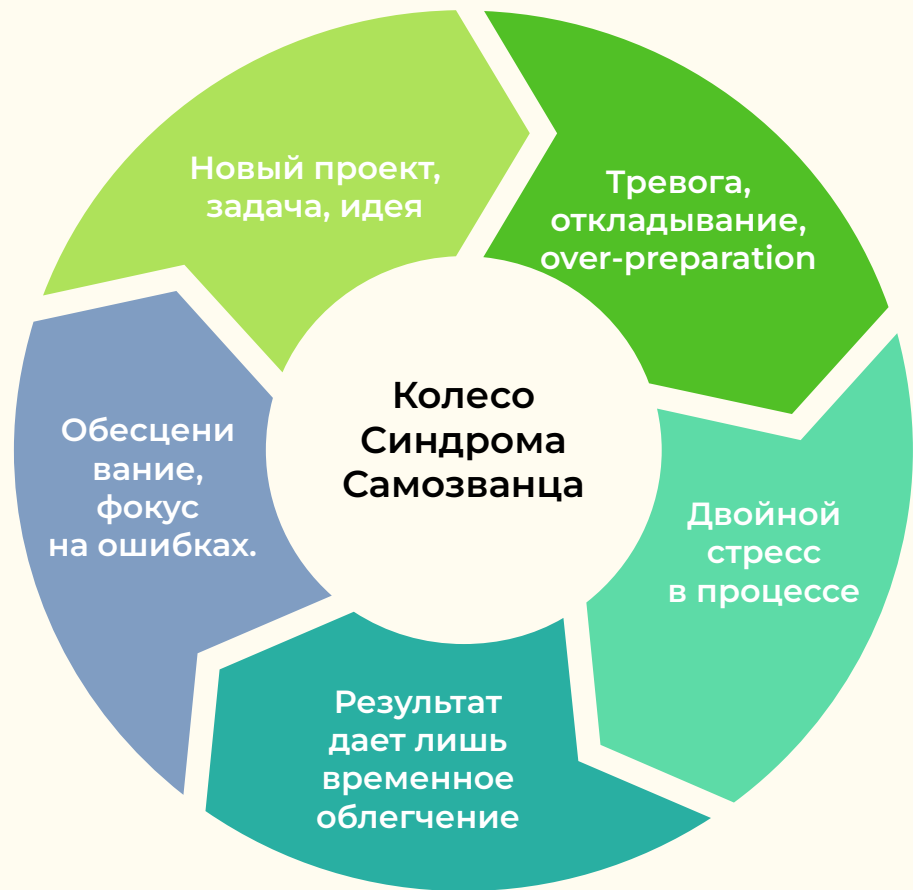 Новый проект,
задача, идея
Тревога,
откладывание,
over-preparation
Двойной
стресс
в процессе
Результат
дает лишь
временное
облегчение
Обесцени
вание,
фокус
на ошибках.
Колесо
Синдрома
Самозванца